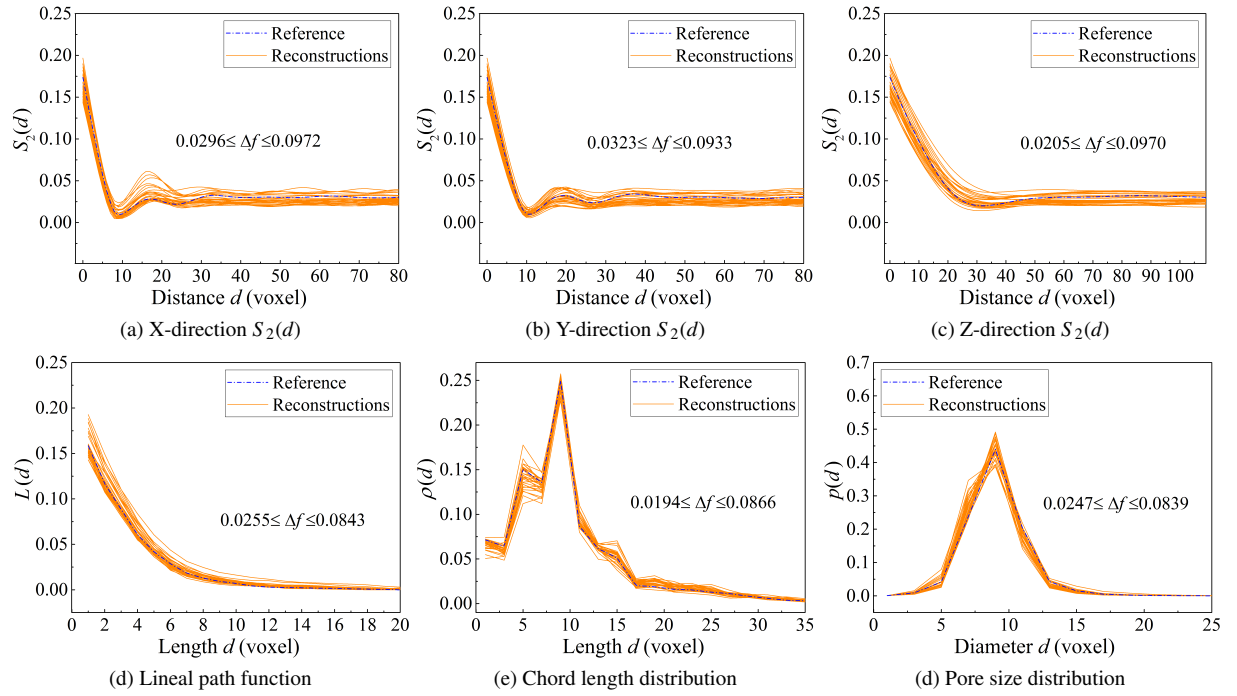 0.25
0.20
0.15
0.10
0.05
0.00
S₂(d)
Reference
Reconstructions
0.0296≤ Δf ≤0.0972
0 10 20 30 40 50 60 70 80
Distance d (voxel)
(a) X-direction S₂(d)
0.25
0.20
0.15
0.10
0.05
0.00
S₂(d)
Reference
Reconstructions
0.0323≤ Δf ≤0.0933
0 10 20 30 40 50 60 70 80
Distance d (voxel)
(b) Y-direction S₂(d)
0.25
0.20
0.15
0.10
0.05
0.00
S₂(d)
Reference
Reconstructions
0.0205≤ Δf ≤0.0970
0 10 20 30 40 50 60 70 80 90 100
Distance d (voxel)
(c) Z-direction S₂(d)
0.25
0.20
0.15
0.10
0.05
0.00
L(d)
Reference
Reconstructions
0.0255≤ Δf ≤0.0843
0 2 4 6 8 10 12 14 16 18 20
Length d (voxel)
(d) Lineal path function
0.25
0.20
0.15
0.10
0.05
0.00
ρ(d)
Reference
Reconstructions
0.0194≤ Δf ≤0.0866
0 5 10 15 20 25 30 35
Length d (voxel)
(e) Chord length distribution
0.7
0.6
0.5
0.4
0.3
0.2
0.1
0.0
p(d)
Reference
Reconstructions
0.0247≤ Δf ≤0.0839
0 5 10 15 20 25
Diameter d (voxel)
(d) Pore size distribution